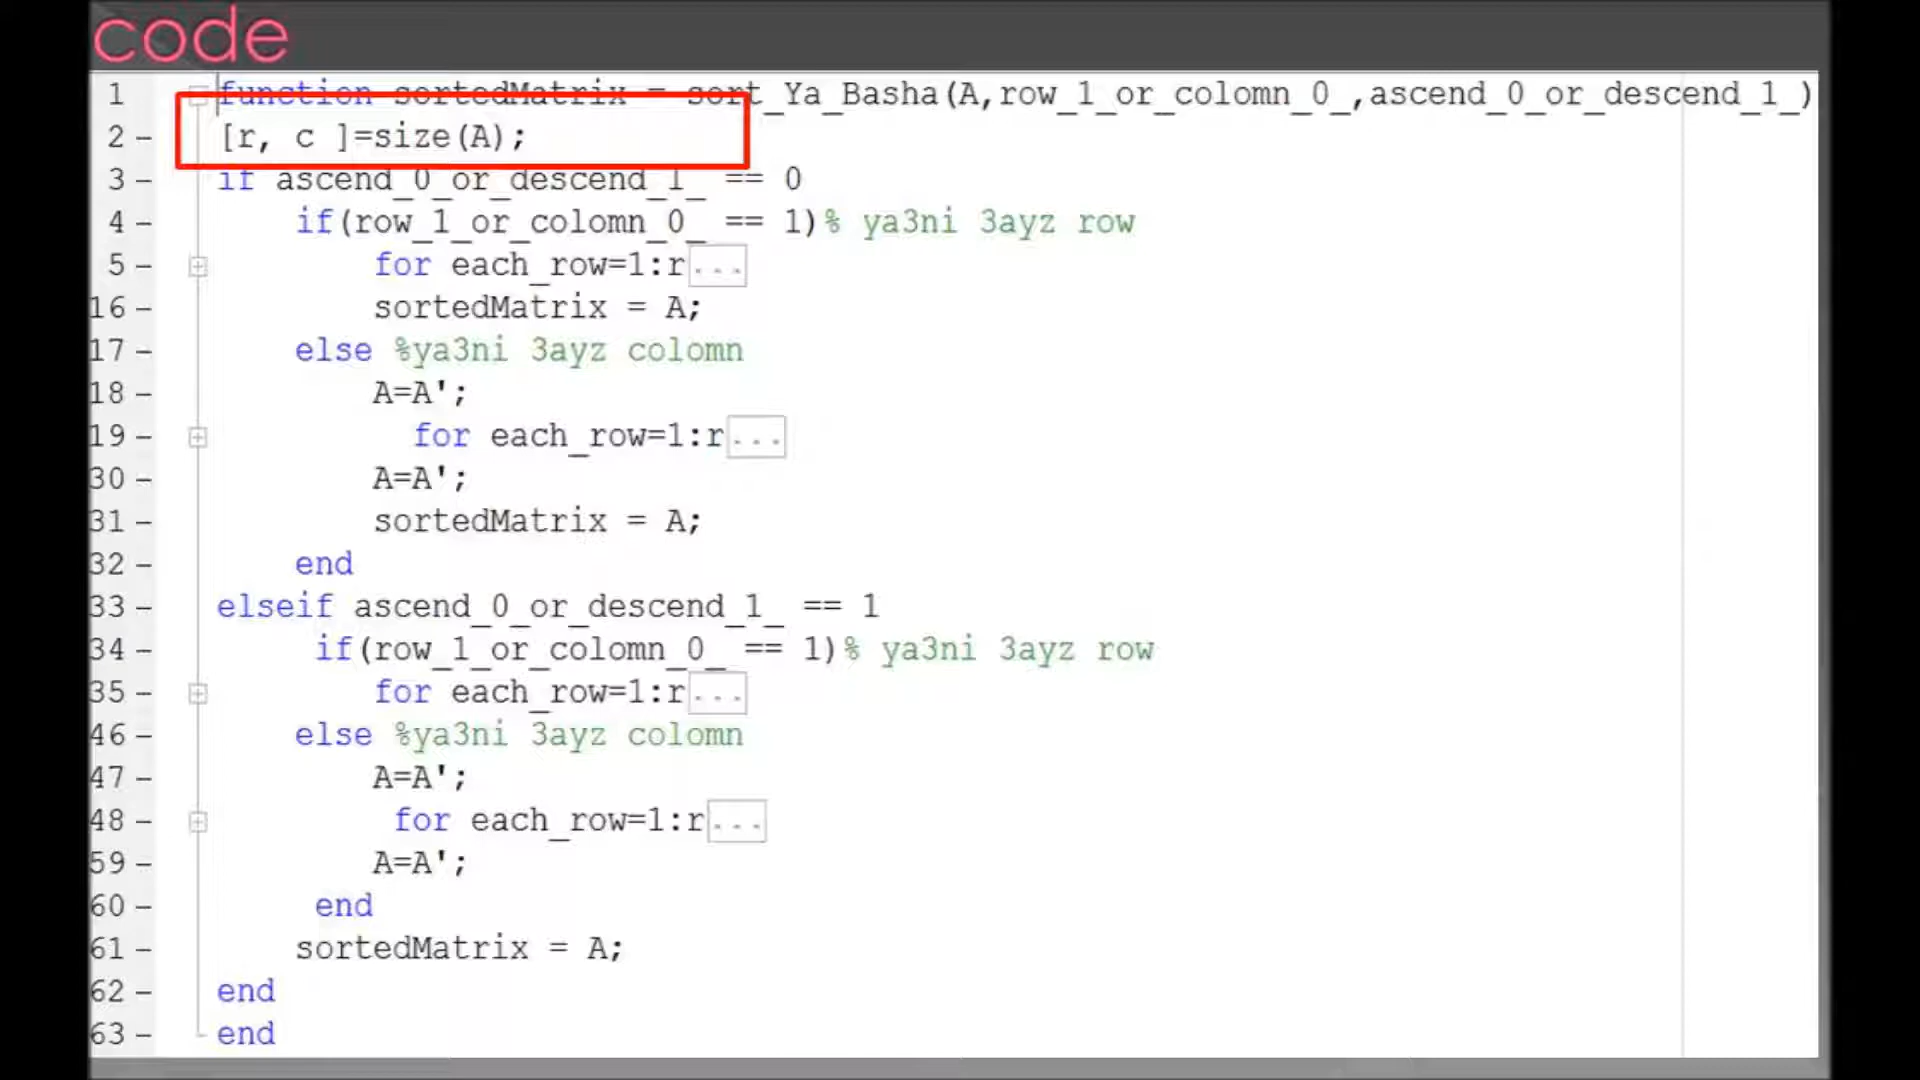 code
1 function sortedMatrix = sort_Ya_Basha(A,row_1_or_colomn_0_,ascend_0_or_descend_1_)
2 – [r, c ]=size(A);
3 – if ascend_0_or_descend_1_ == 0
4 – if(row_1_or_colomn_0_ == 1)% ya3ni 3ayz row
5 – for each_row=1:r...
16 – sortedMatrix = A;
17 – else %ya3ni 3ayz colomn
18 – A=A';
19 – for each_row=1:r...
30 – A=A';
31 – sortedMatrix = A;
32 – end
33 – elseif ascend_0_or_descend_1_ == 1
34 – if(row_1_or_colomn_0_ == 1)% ya3ni 3ayz row
35 – for each_row=1:r...
46 – else %ya3ni 3ayz colomn
47 – A=A';
48 – for each_row=1:r...
59 – A=A';
60 – end
61 – sortedMatrix = A;
62 – end
63 – end